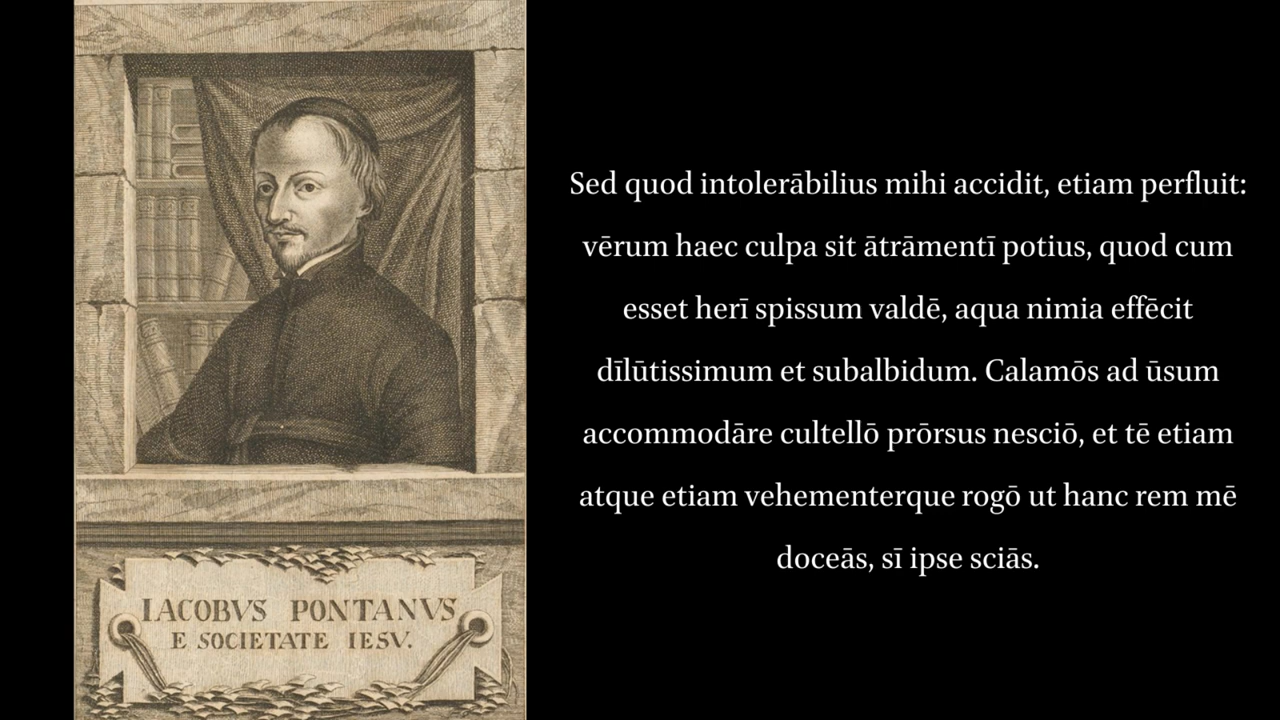 IACOBVS PONTANVS
E SOCIETATE IESV.
Sed quod intolerābilius mihi accidit, etiam perfluit:
vērum haec culpa sit ātrāmentī potius, quod cum
esset herī spissum valdē, aqua nimia effēcit
dīlūtissimum et subalbidum. Calamōs ad ūsum
accommodāre cultellō prōrsus nesciō, et tē etiam
atque etiam vehementerque rogō ut hanc rem mē
doceās, sī ipse sciās.